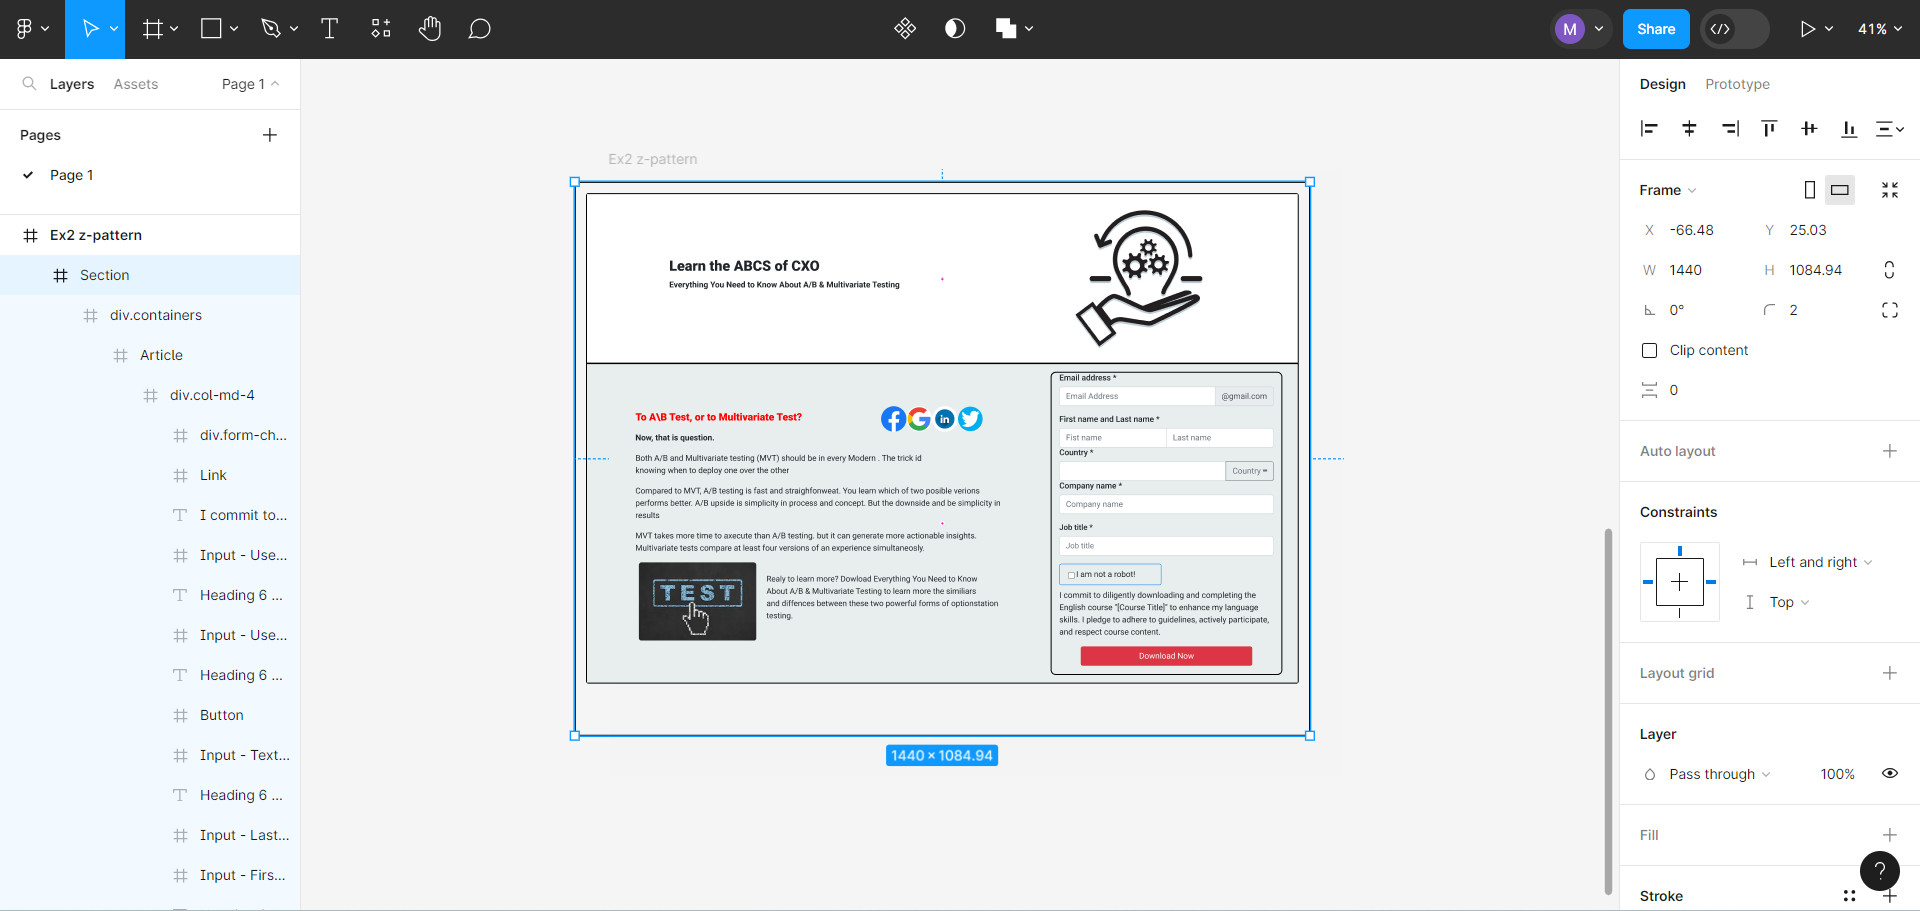 M
Share
41%
Layers
Assets
Page 1
Pages
Page 1
Ex2 z-pattern
Section
div.containers
Article
div.col-md-4
div.form-ch...
Link
I commit to...
Input - Use...
Heading 6 ...
Input - Use...
Heading 6 ...
Button
Input - Text...
Heading 6 ...
Input - Last...
Input - Firs...
Ex2 z-pattern
Learn the ABCS of CXO
Everything You Need to Know About A/B & Multivariate Testing
To A\B Test, or to Multivariate Test?
in
Now, that is question.
Both A/B and Multivariate testing (MVT) should be in every Modern . The trick id
knowing when to deploy one over the other
Compared to MVT, A/B testing is fast and straighfonweat. You learn which of two posible verions
performs better. A/B upside is simplicity in process and concept. But the downside and be simplicity in
results
MVT takes more time to axecute than A/B testing. but it can generate more actionable insights.
Multivariate tests compare at least four versions of an experience simultaneosly.
TEST
Realy to learn more? Dowload Everything You Need to Know
About A/B & Multivariate Testing to learn more the similiars
and diffences between these two powerful forms of optionstation
testing.
Email address *
Email Address
@gmail.com
First name and Last name *
Fist name
Last name
Country *
Country
Company name *
Company name
Job title *
Job title
I am not a robot!
I commit to diligently downloading and completing the
English course "[Course Title]" to enhance my language
skills. I pledge to adhere to guidelines, actively participate,
and respect course content.
Download Now
1440 × 1084.94
Design
Prototype
Frame
X -66.48
Y 25.03
W 1440
H 1084.94
0°
2
Clip content
0
Auto layout
Constraints
Left and right
Top
Layout grid
Layer
Pass through
100%
Fill
?
Stroke